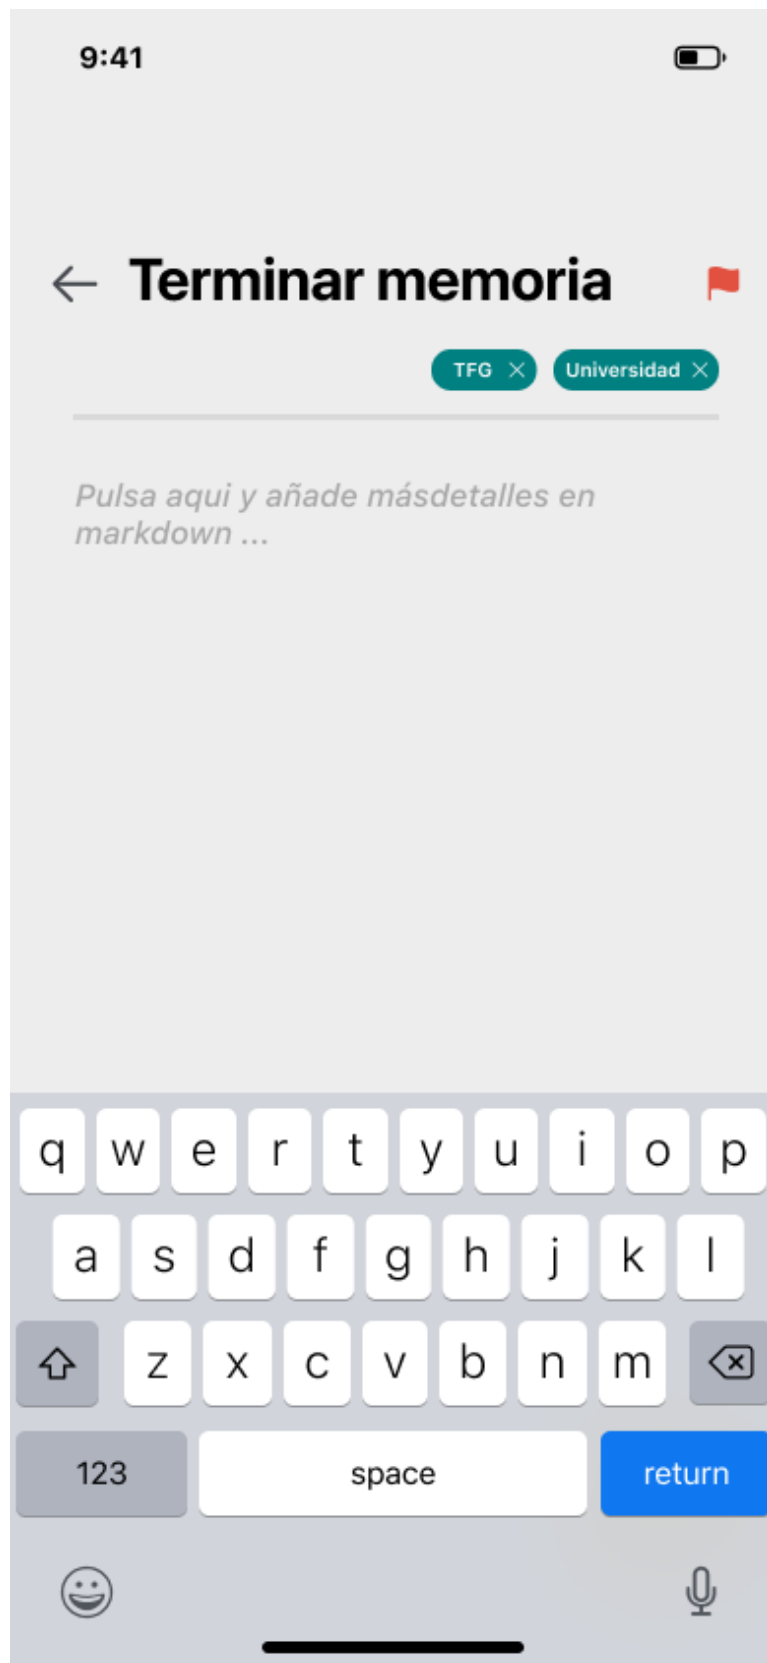 9:41
Terminar memoria
TFG
Universidad
Pulsa aqui y añade másdetalles en
markdown ...
q w e r t y u i o p
a s d f g h j k l
z x c v b n m
123 space return